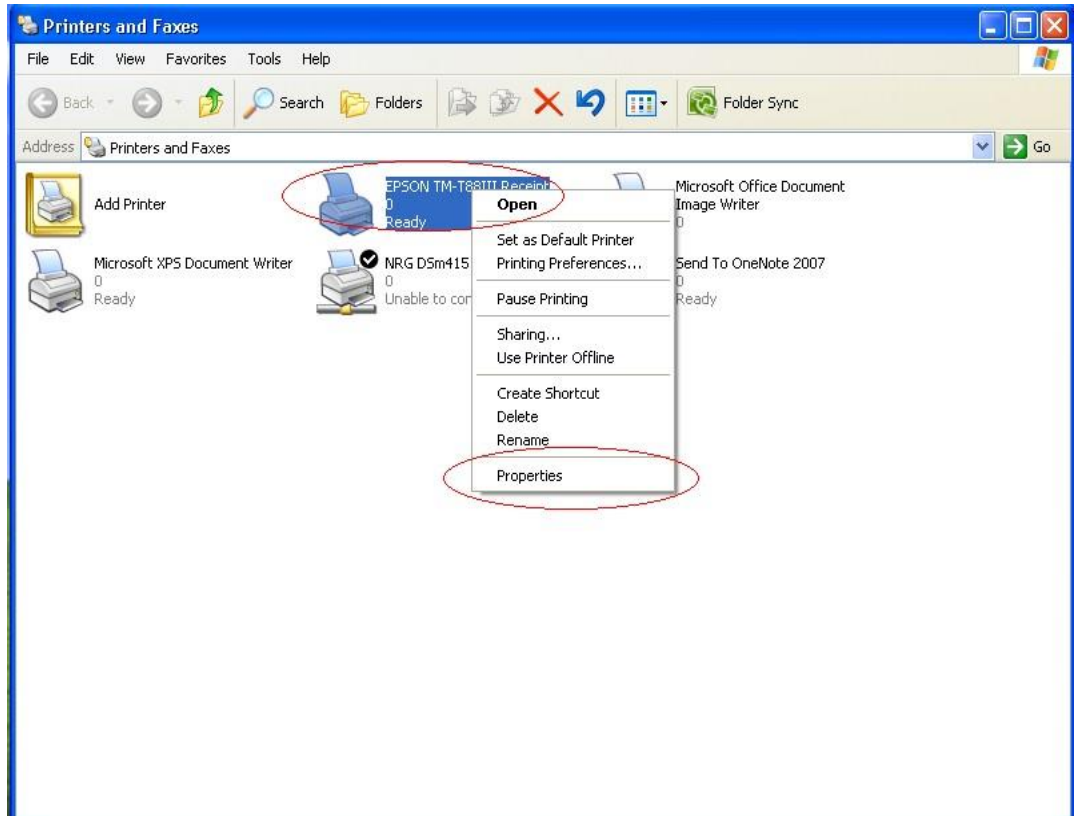 Printers and Faxes
File Edit View Favorites Tools Help
Back Search Folders Folder Sync
Address Printers and Faxes Go
Add Printer
EPSON TM-T88III Receipt
0
Ready
Microsoft Office Document
Image Writer
0
Microsoft XPS Document Writer
0
Ready
NRG DSm415
0
Unable to
Send To OneNote 2007
0
Ready
Open
Set as Default Printer
Printing Preferences...
Pause Printing
Sharing...
Use Printer Offline
Create Shortcut
Delete
Rename
Properties